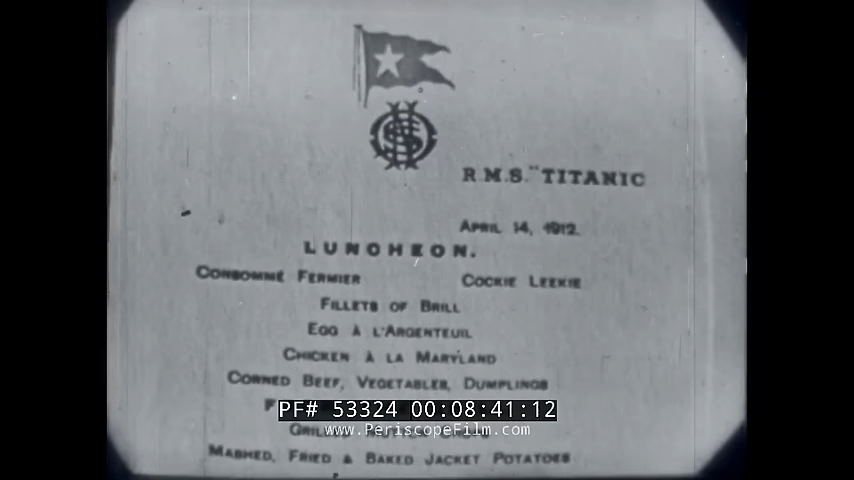 R.M.S. "TITANIC
APRIL 14, 1912.
LUNCHEON.
CONSOMMÉ FERMIER COCKIE LEEKIE
FILLETS OF BRILL
EGG À L'ARGENTEUIL
CHICKEN À LA MARYLAND
CORNED BEEF, VEGETABLES, DUMPLINGS
PF# 53324 00:08:41:12
www.PeriscopeFilm.com
MASHED, FRIED & BAKED JACKET POTATOES